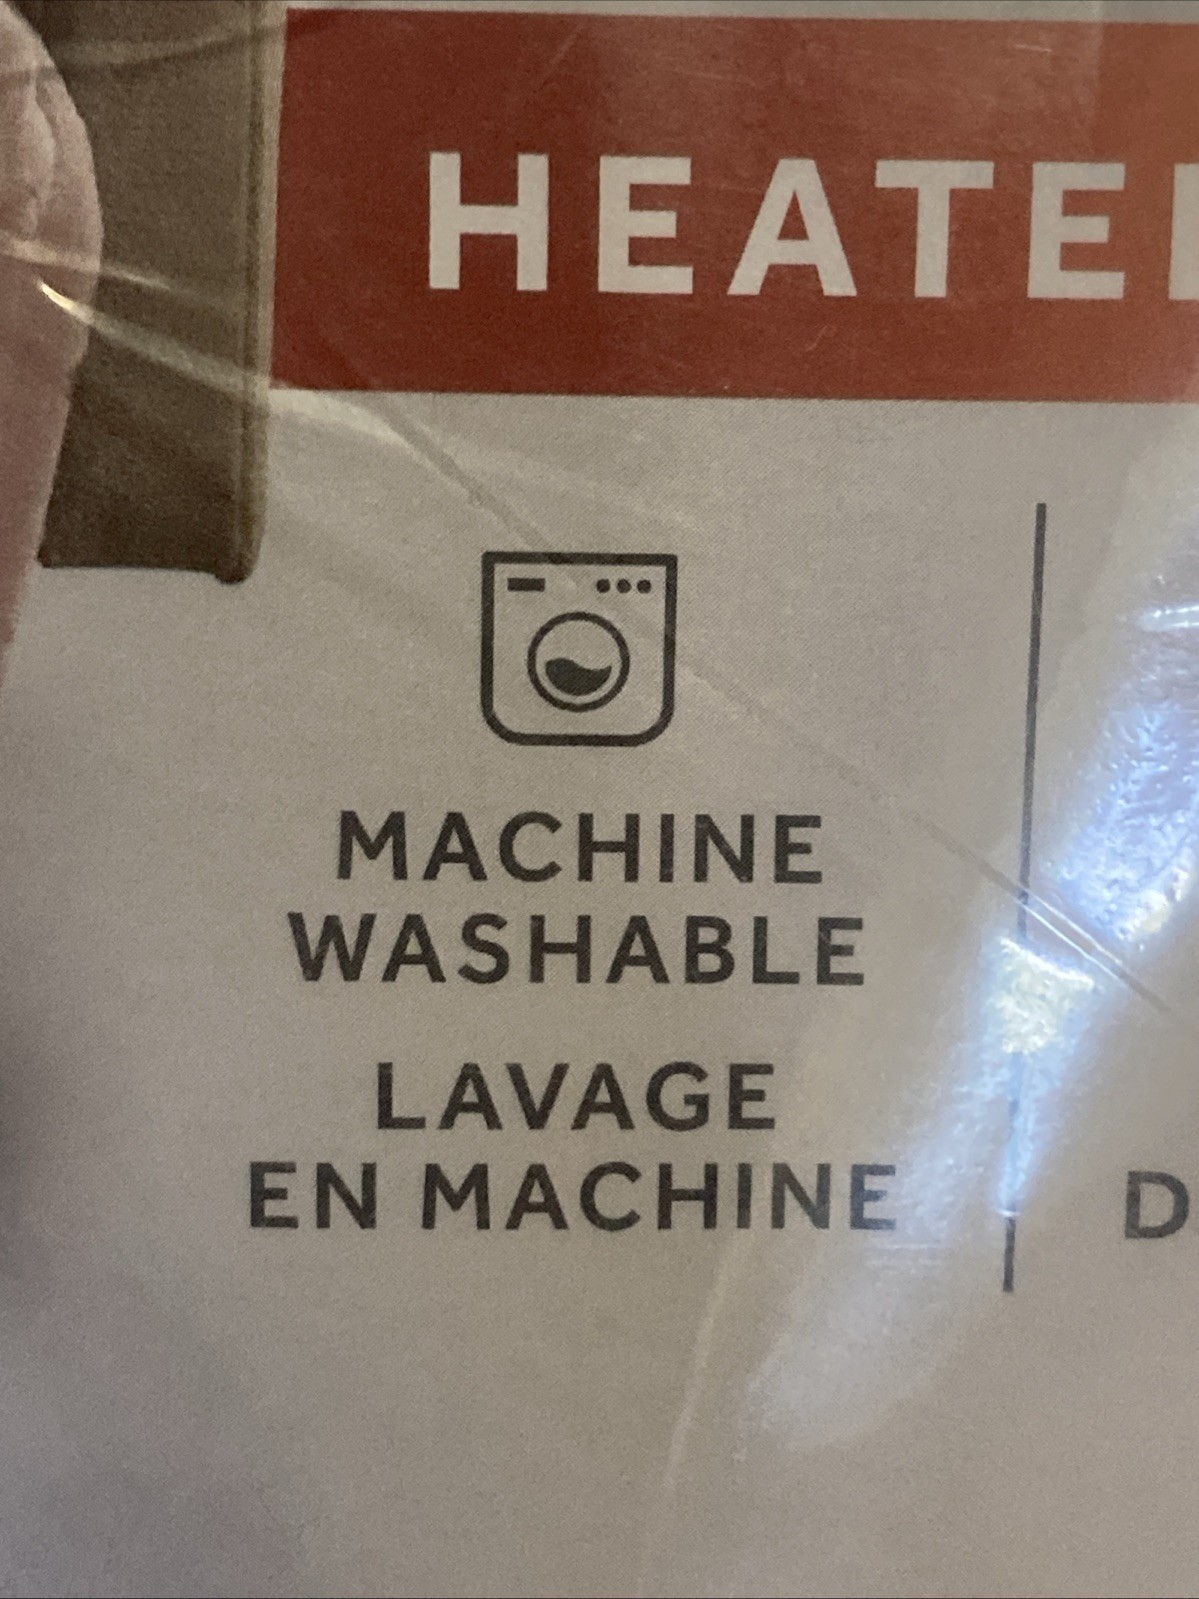 HEATE
MACHINE
WASHABLE
LAVAGE
EN MACHINE
D